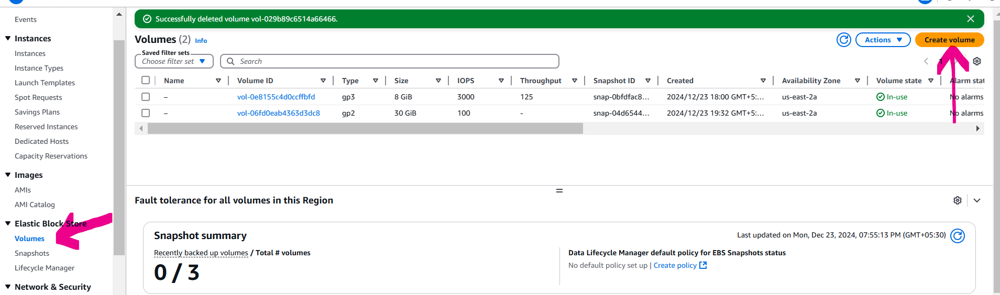 Events
Instances
Instances
Instance Types
Launch Templates
Spot Requests
Savings Plans
Reserved Instances
Dedicated Hosts
Capacity Reservations
Images
AMIs
AMI Catalog
Elastic Block Store
Volumes
Snapshots
Lifecycle Manager
Network & Security
Successfully deleted volume vol-029b89c6514a66466.
Volumes (2) Info
Actions
Create volume
Saved filter sets
Choose filter set
Search
1
Name Volume ID Type Size IOPS Throughput Snapshot ID Created Availability Zone Volume state Alarm stat
– vol-0e8155c4d0ccffbfd gp3 8 GiB 3000 125 snap-0bfdfac8... 2024/12/23 18:00 GMT+5:... us-east-2a In-use No alarms
– vol-06fd0eab4363d3dc8 gp2 30 GiB 100 - snap-04d6544... 2024/12/23 19:32 GMT+5:... us-east-2a In-use No alarms
Fault tolerance for all volumes in this Region
Snapshot summary
Last updated on Mon, Dec 23, 2024, 07:55:13 PM (GMT+05:30)
Recently backed up volumes / Total # volumes
0 / 3
Data Lifecycle Manager default policy for EBS Snapshots status
No default policy set up | Create policy